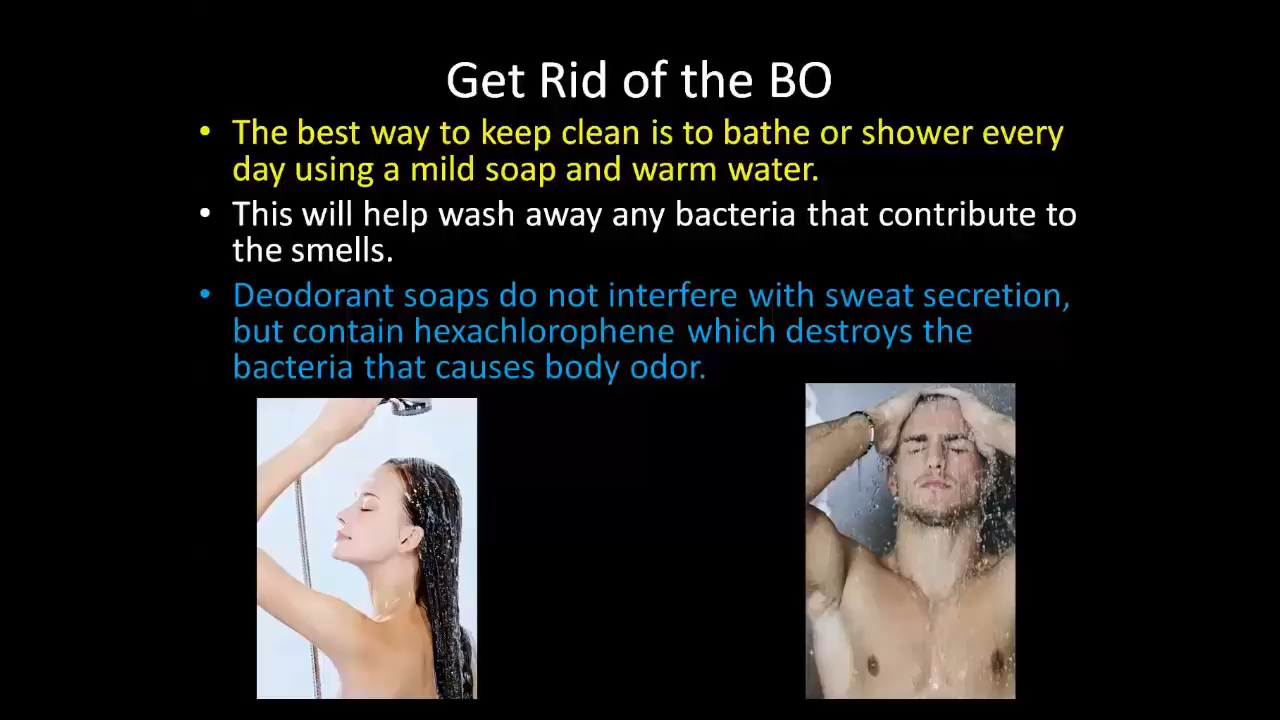 Get Rid of the BO
• The best way to keep clean is to bathe or shower every
day using a mild soap and warm water.
• This will help wash away any bacteria that contribute to
the smells.
• Deodorant soaps do not interfere with sweat secretion,
but contain hexachlorophene which destroys the
bacteria that causes body odor.